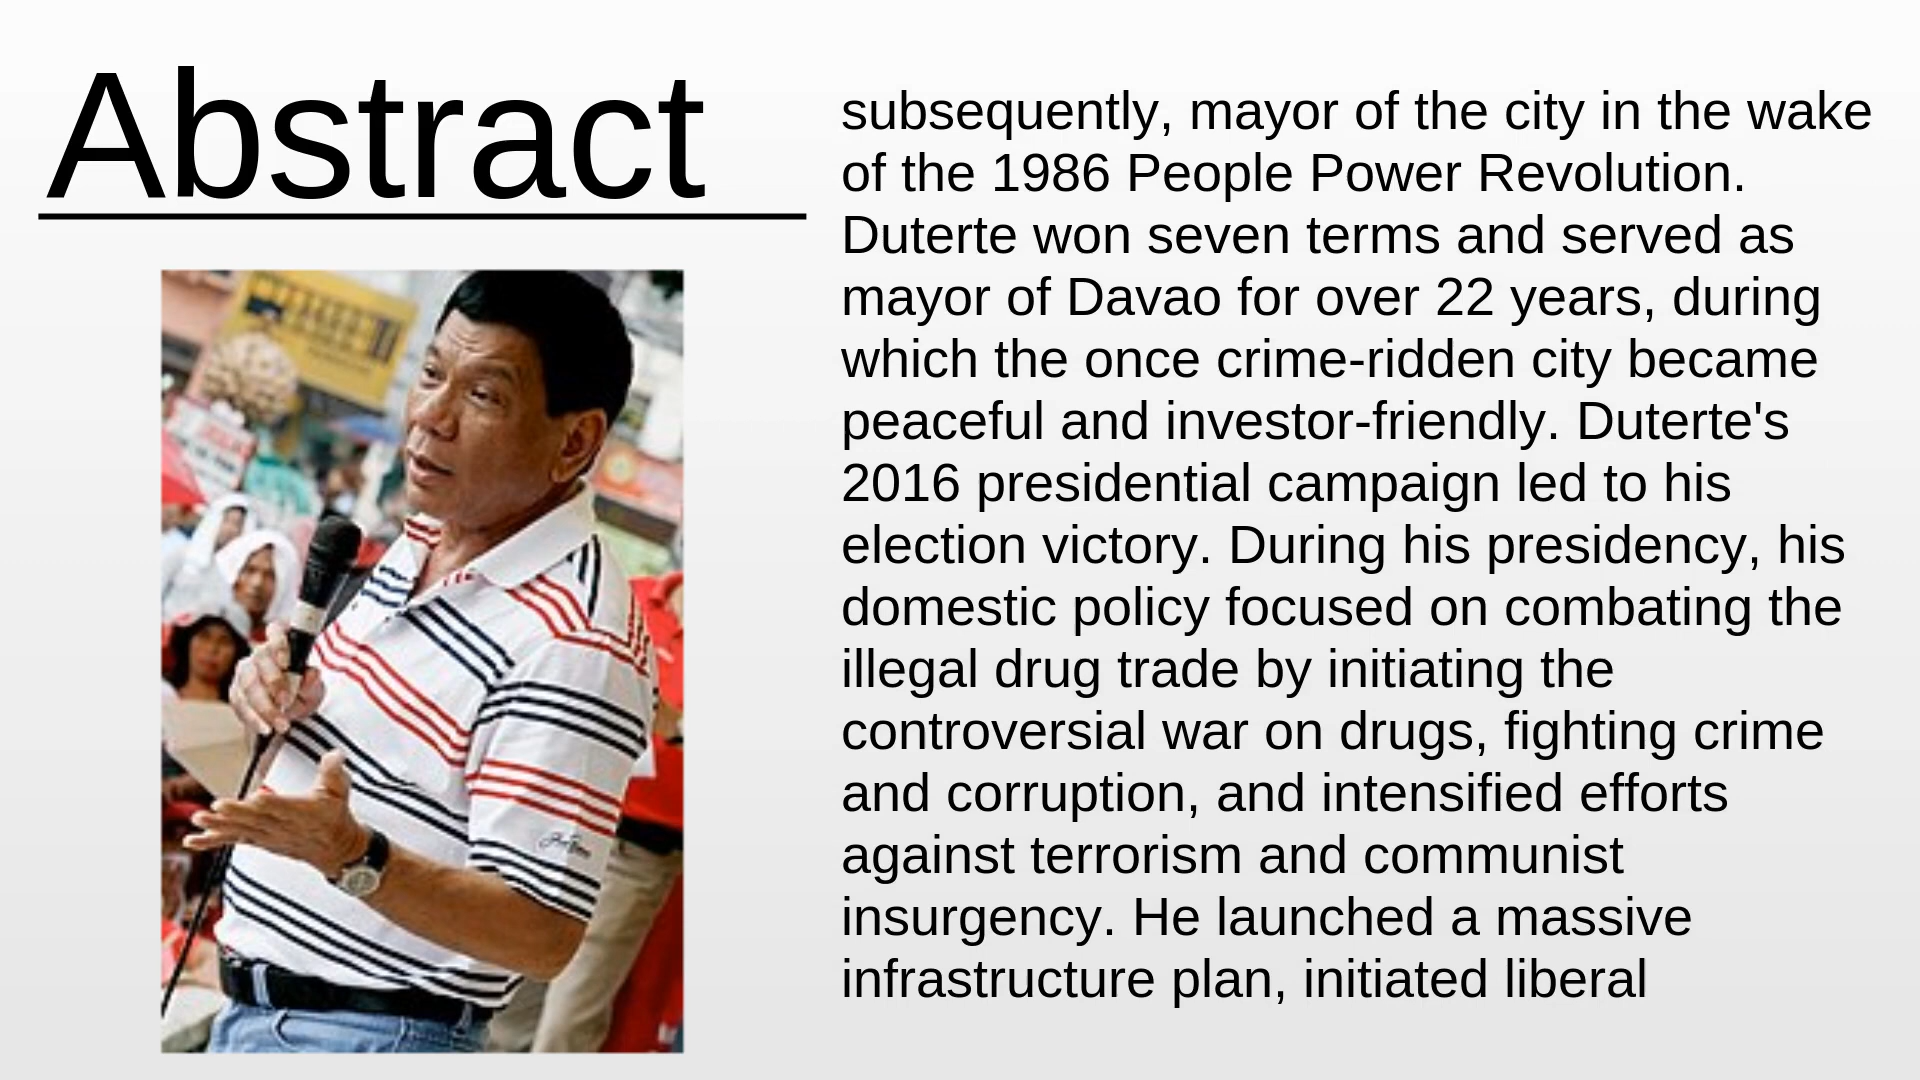 Abstract
subsequently, mayor of the city in the wake
of the 1986 People Power Revolution.
Duterte won seven terms and served as
mayor of Davao for over 22 years, during
which the once crime-ridden city became
peaceful and investor-friendly. Duterte's
2016 presidential campaign led to his
election victory. During his presidency, his
domestic policy focused on combating the
illegal drug trade by initiating the
controversial war on drugs, fighting crime
and corruption, and intensified efforts
against terrorism and communist
insurgency. He launched a massive
infrastructure plan, initiated liberal